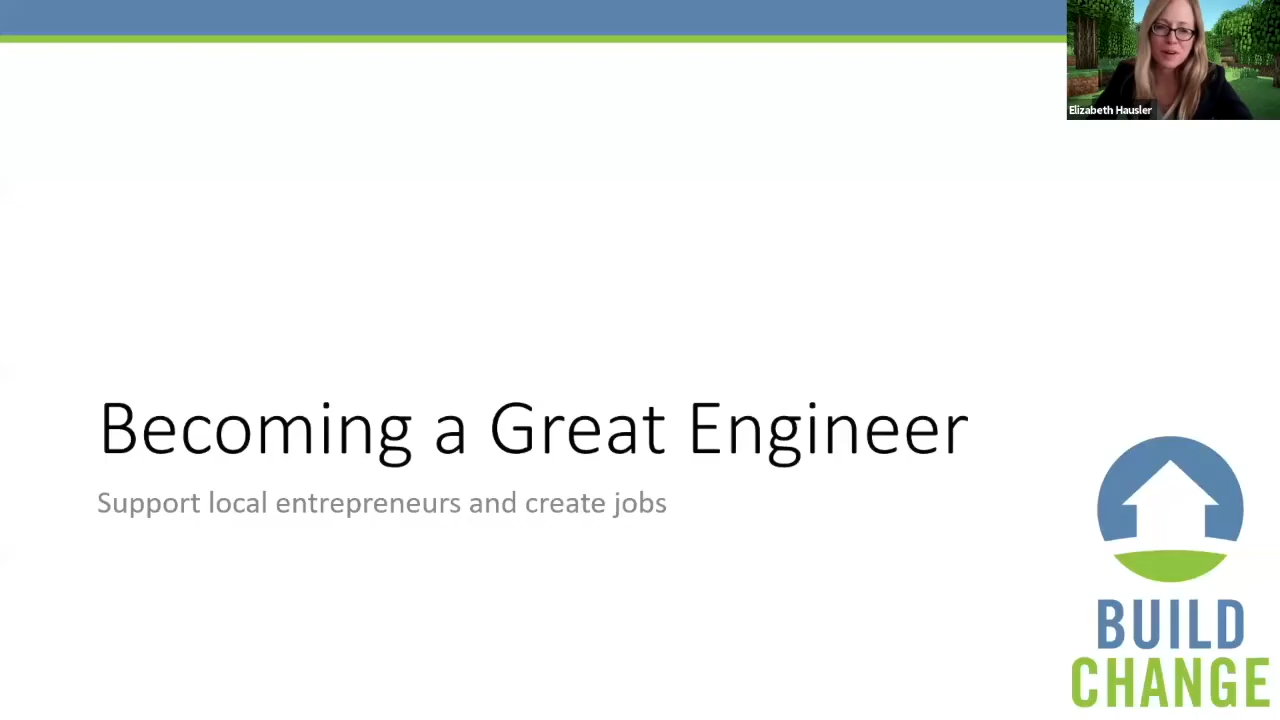 Elizabeth Hausler
Becoming a Great Engineer
Support local entrepreneurs and create jobs
BUILD
CHANGE